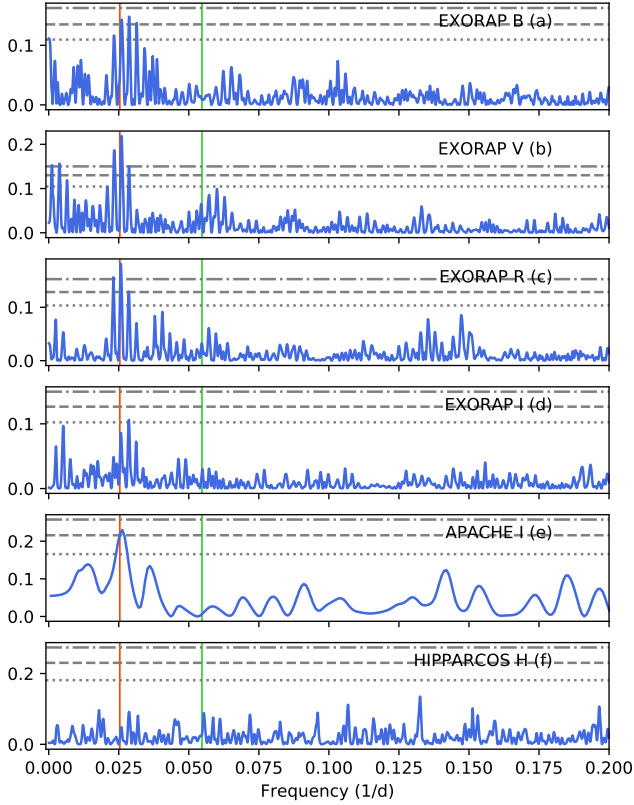 EXORAP B (a)
0.1
0.0
EXORAP V (b)
0.2
0.1
0.0
EXORAP R (c)
0.1
0.0
EXORAP I (d)
0.1
0.0
APACHE I (e)
0.2
0.1
0.0
HIPPARCOS H (f)
0.2
0.0
0.000 0.025 0.050 0.075 0.100 0.125 0.150 0.175 0.200
Frequency (1/d)